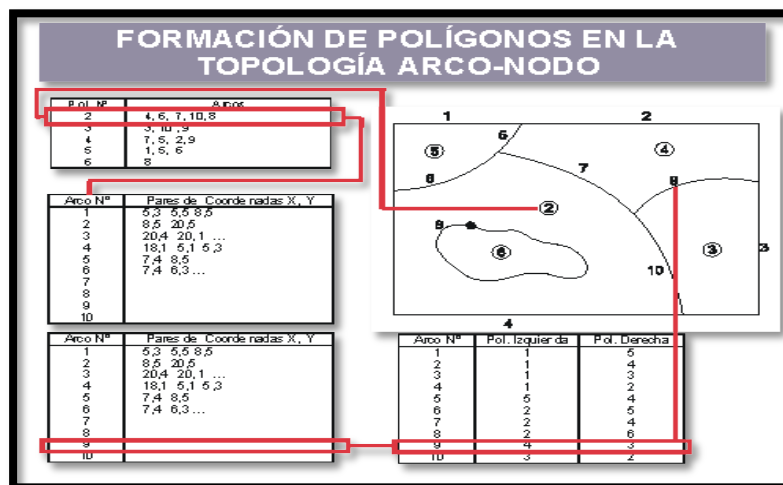 FORMACIÓN DE POLÍGONOS EN LA
TOPOLOGÍA ARCO-NODO
Pol. Nº Arcos
2 4, 6, 7, 10, 8
3 3, 10, 9
4 7, 5, 2, 9
5 1, 5, 6
6 8
Arco Nº Pares de Coordenadas X, Y
1 5,3 5,5 8,5
2 8,5 20,5
3 20,4 20,1 ...
4 18,1 5,1 5,3
5 7,4 8,5
6 7,4 6,3...
7
8
9
10
Arco Nº Pares de Coordenadas X, Y
1 5,3 5,5 8,5
2 8,5 20,5
3 20,4 20,1 ...
4 18,1 5,1 5,3
5 7,4 8,5
6 7,4 6,3...
7
8
9
10
1 2
5
5 4
6 7
2
6 3 3
10
4
Arco Nº Pol. Izquierda Pol. Derecha
1 1 5
2 1 4
3 1 3
4 1 2
5 5 4
6 2 5
7 2 4
8 2 6
9 4 3
10 3 2